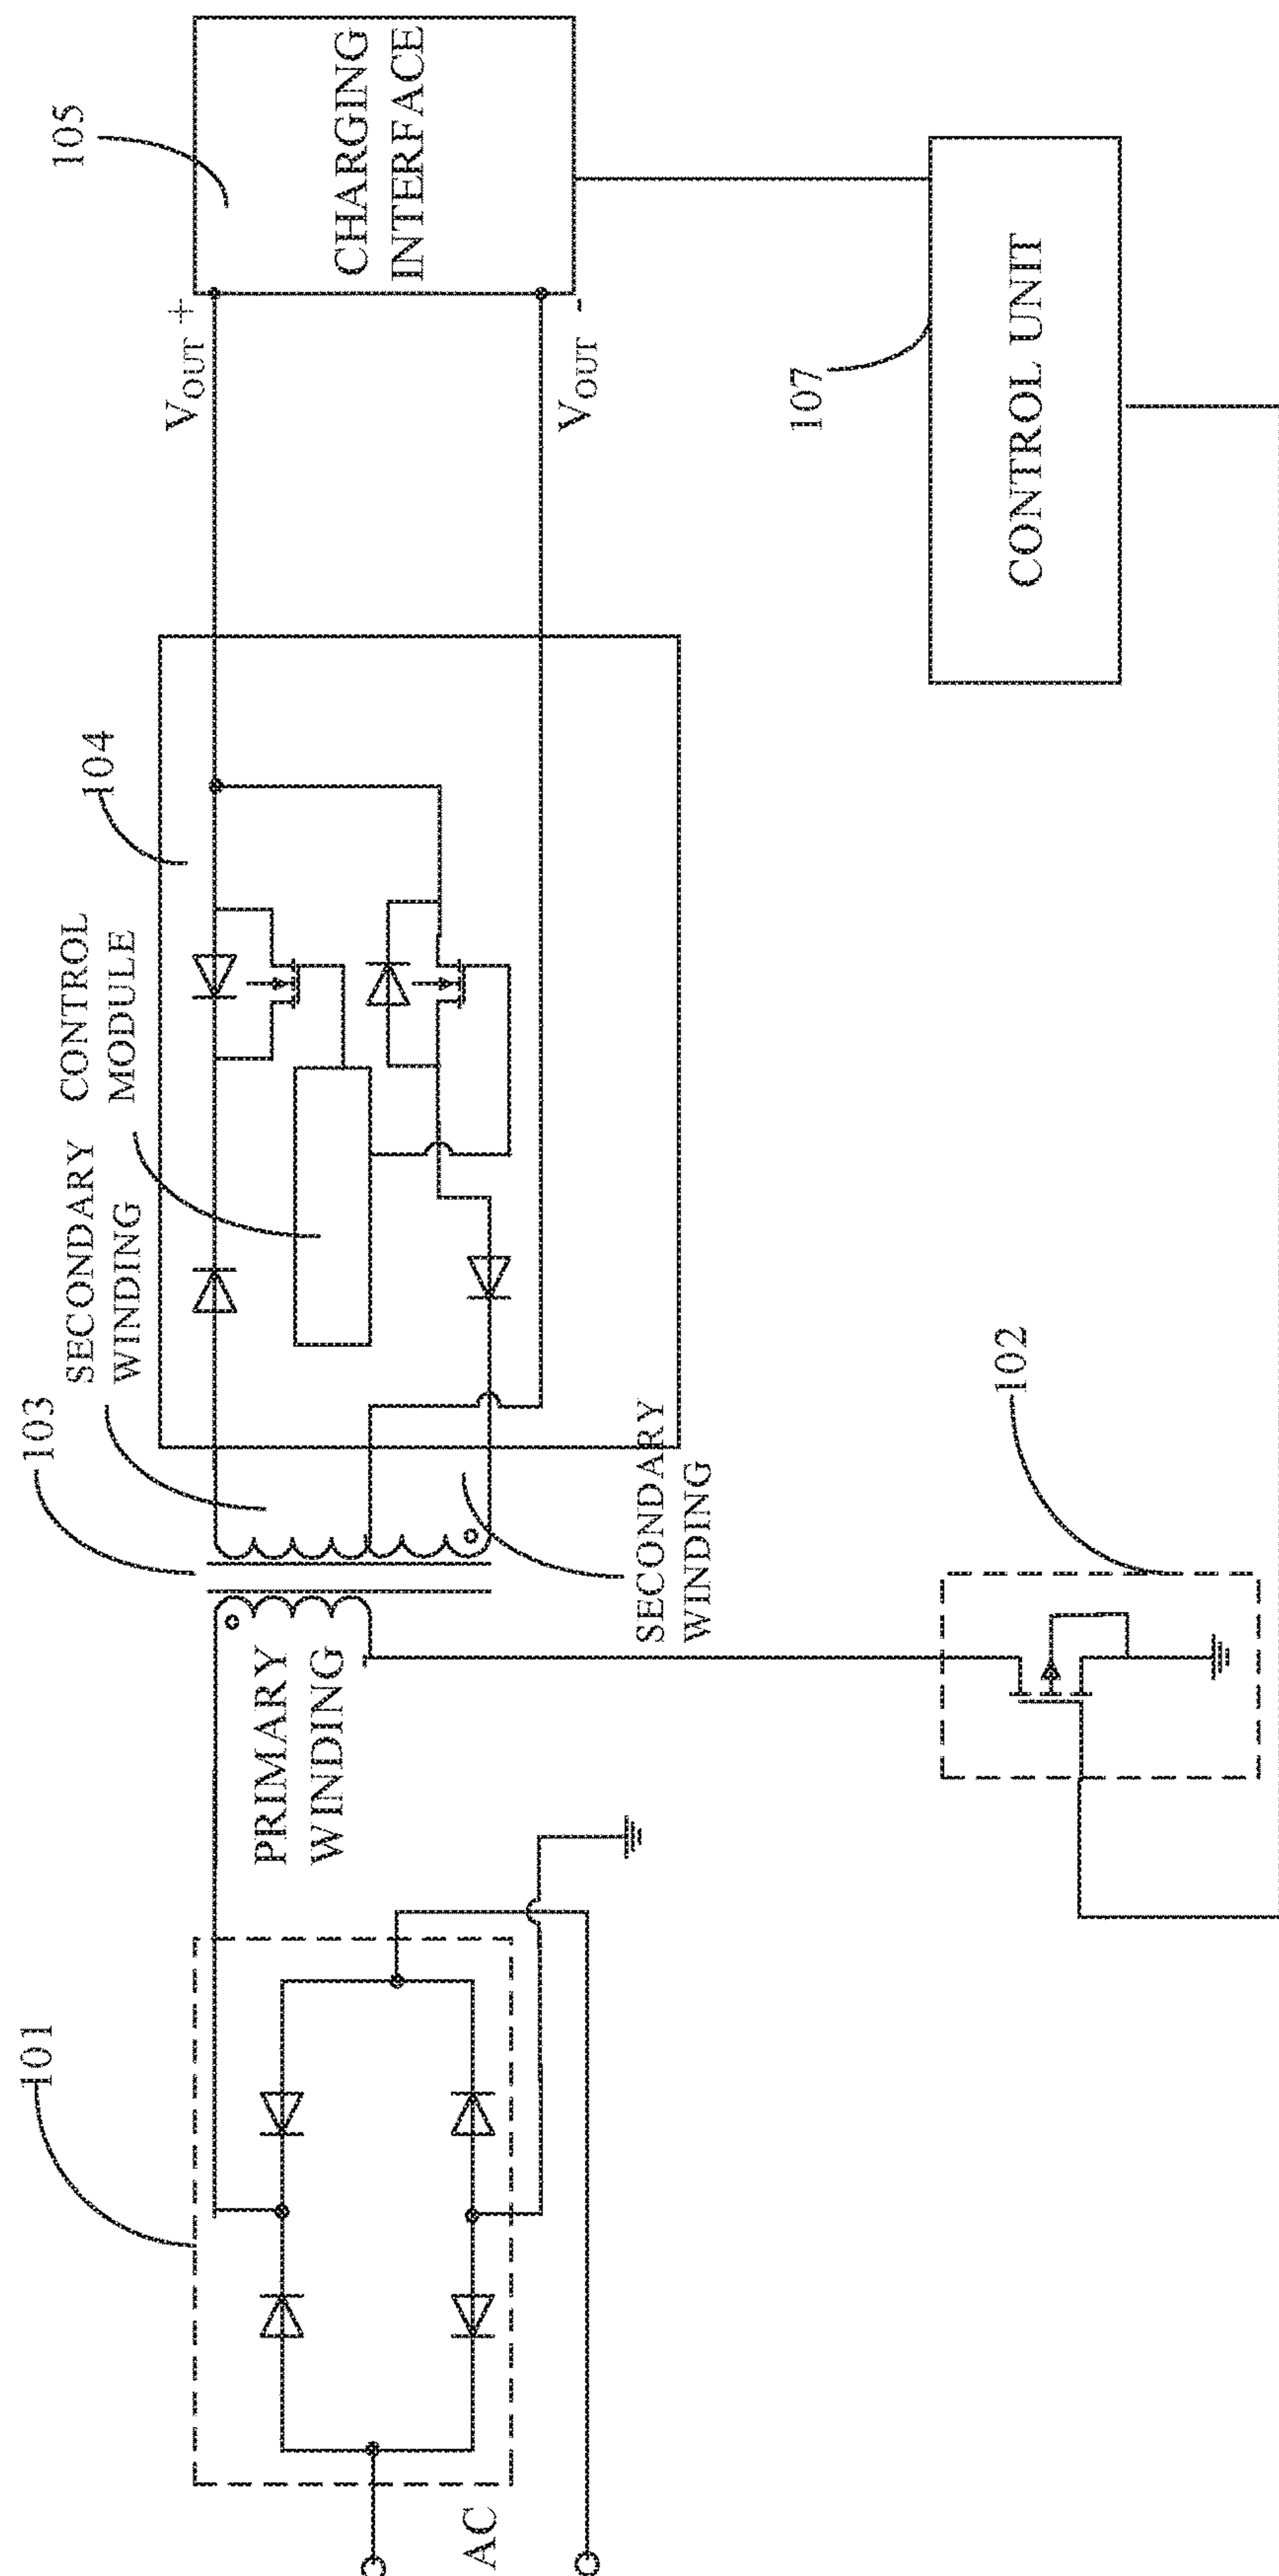 101
AC
PRIMARY
WINDING
103
SECONDARY
WINDING
SECONDARY
WINDING
CONTROL
MODULE
104
VOUT +
VOUT -
105
CHARGING
INTERFACE
107
CONTROL UNIT
102